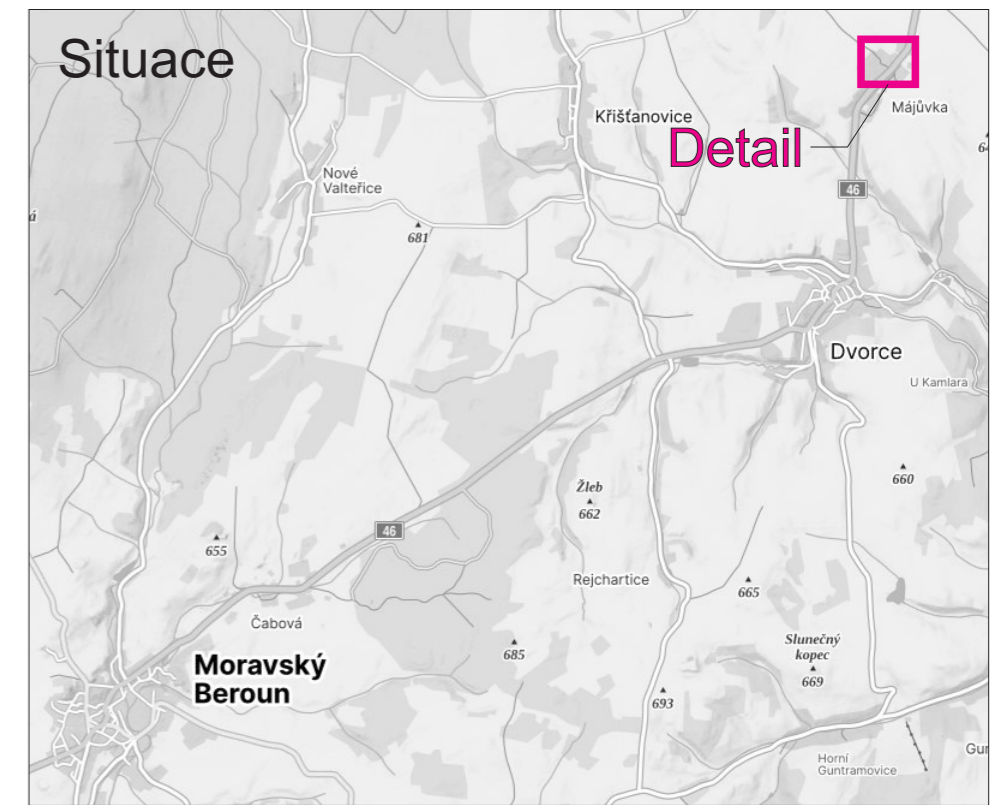 Situace
Křišťanovice
Májůvka
Detail
Nové
Valteřice
46
681
Dvorce
U Kamlara
660
Žleb
662
46
655
Rejchartice
665
Čabová
Slunečný
kopec
669
685
Moravský
Beroun
693
Horní
Guntramovice